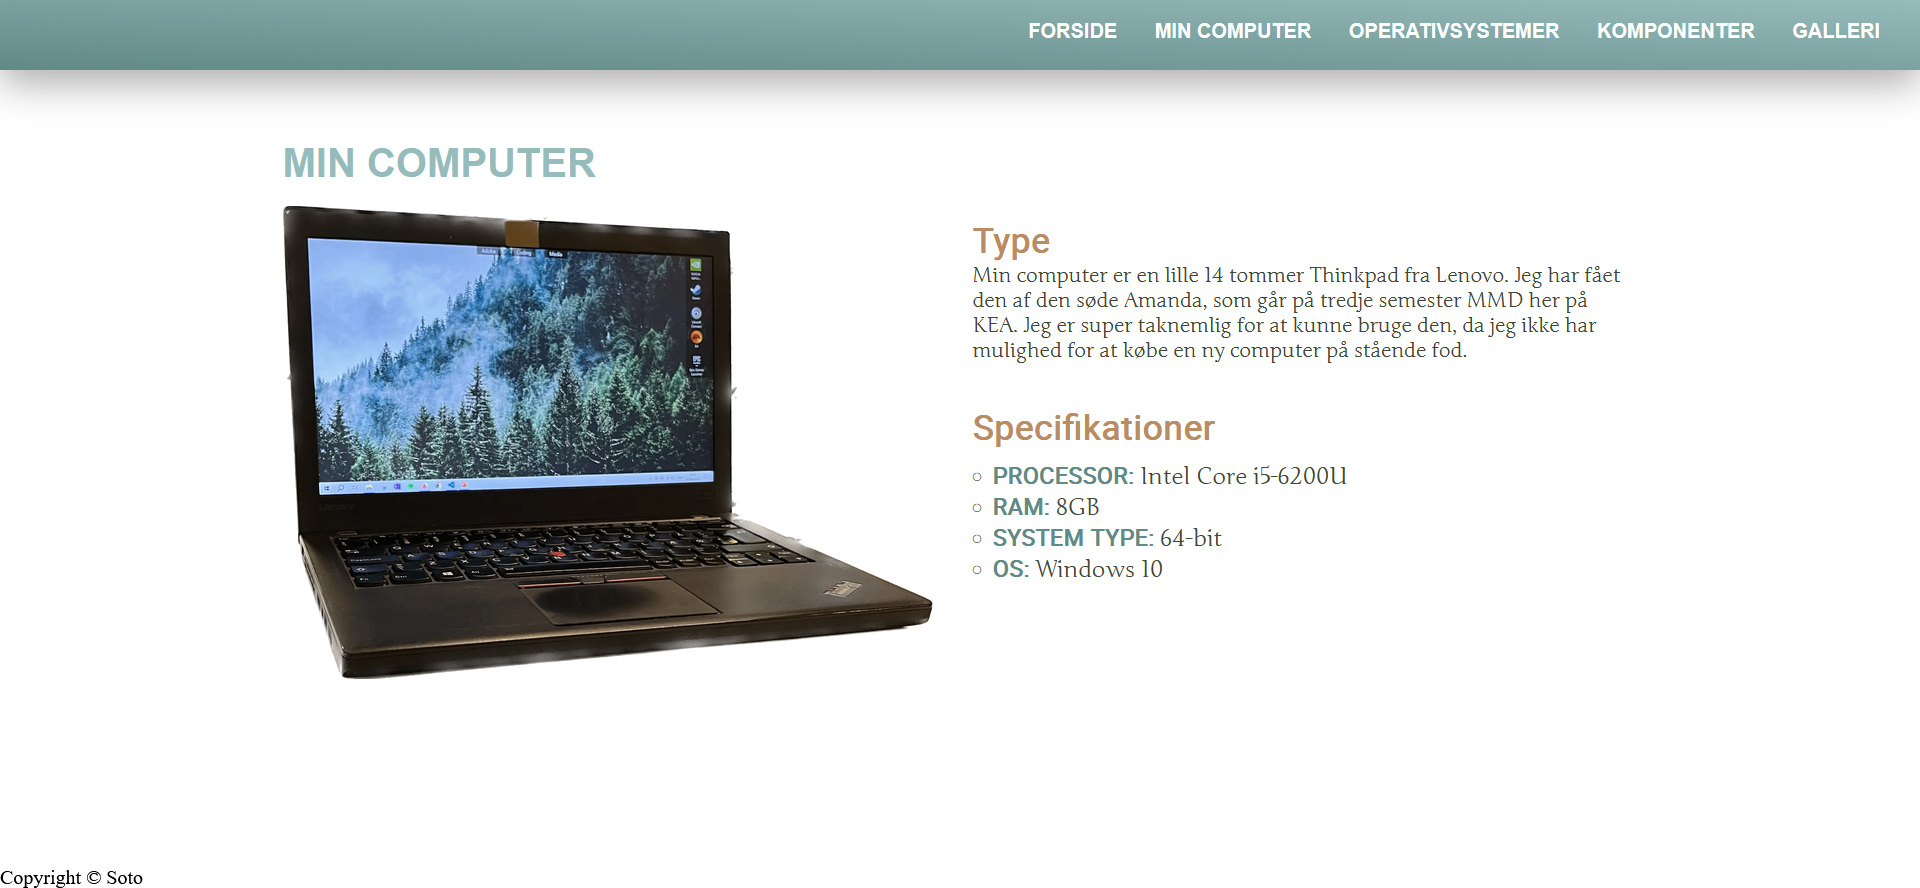 FORSIDE MIN COMPUTER OPERATIVSYSTEMER KOMPONENTER GALLERI
MIN COMPUTER
Media
ThinkPad
Type
Min computer er en lille 14 tommer Thinkpad fra Lenovo. Jeg har fået
den af den søde Amanda, som går på tredje semester MMD her på
KEA. Jeg er super taknemlig for at kunne bruge den, da jeg ikke har
mulighed for at købe en ny computer på stående fod.
Specifikationer
PROCESSOR: Intel Core i5-6200U
RAM: 8GB
SYSTEM TYPE: 64-bit
OS: Windows 10
Copyright © Soto